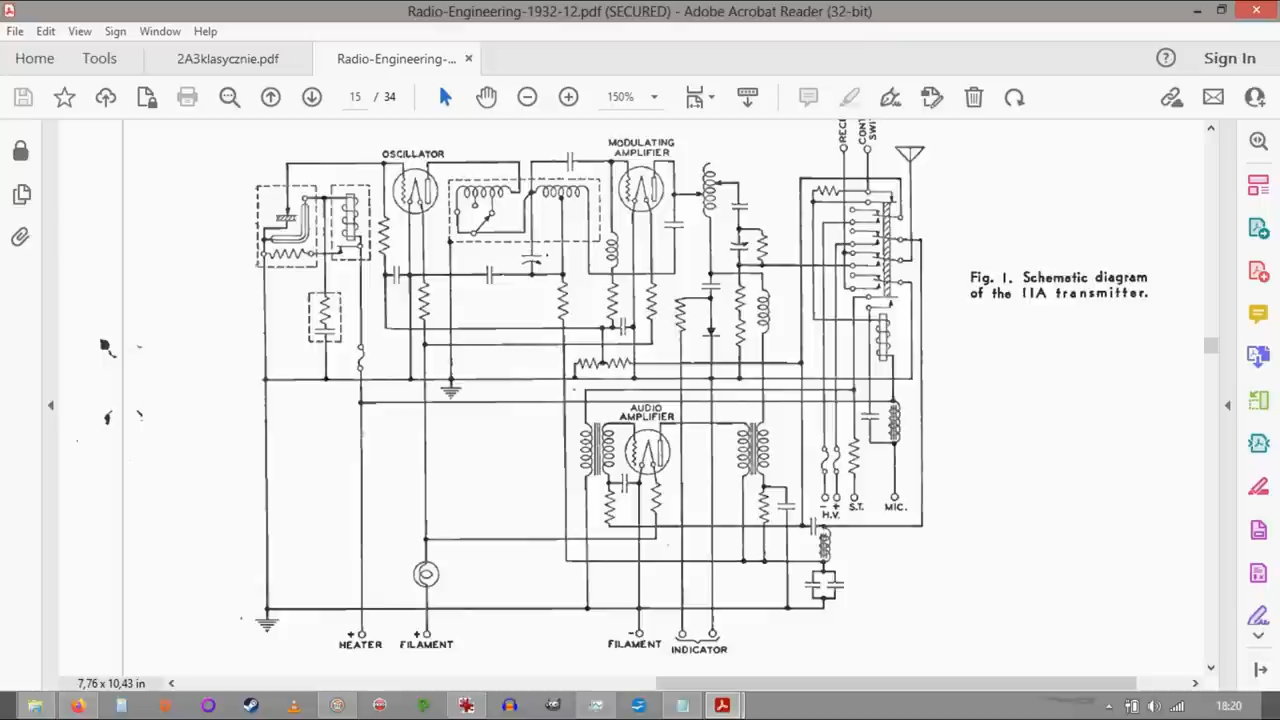 Radio-Engineering-1932-12.pdf (SECURED) - Adobe Acrobat Reader (32-bit)
File Edit View Sign Window Help
Home Tools 2A3klasycznie.pdf Radio-Engineering-... × Sign In
15 / 34 150%
OSCILLATOR
MODULATING
AMPLIFIER
Fig. 1. Schematic diagram
of the 11A transmitter.
AUDIO
AMPLIFIER
- + S.T. MIC.
H.V.
+ + -
HEATER FILAMENT FILAMENT INDICATOR
7,76 x 10,43 in
18:20